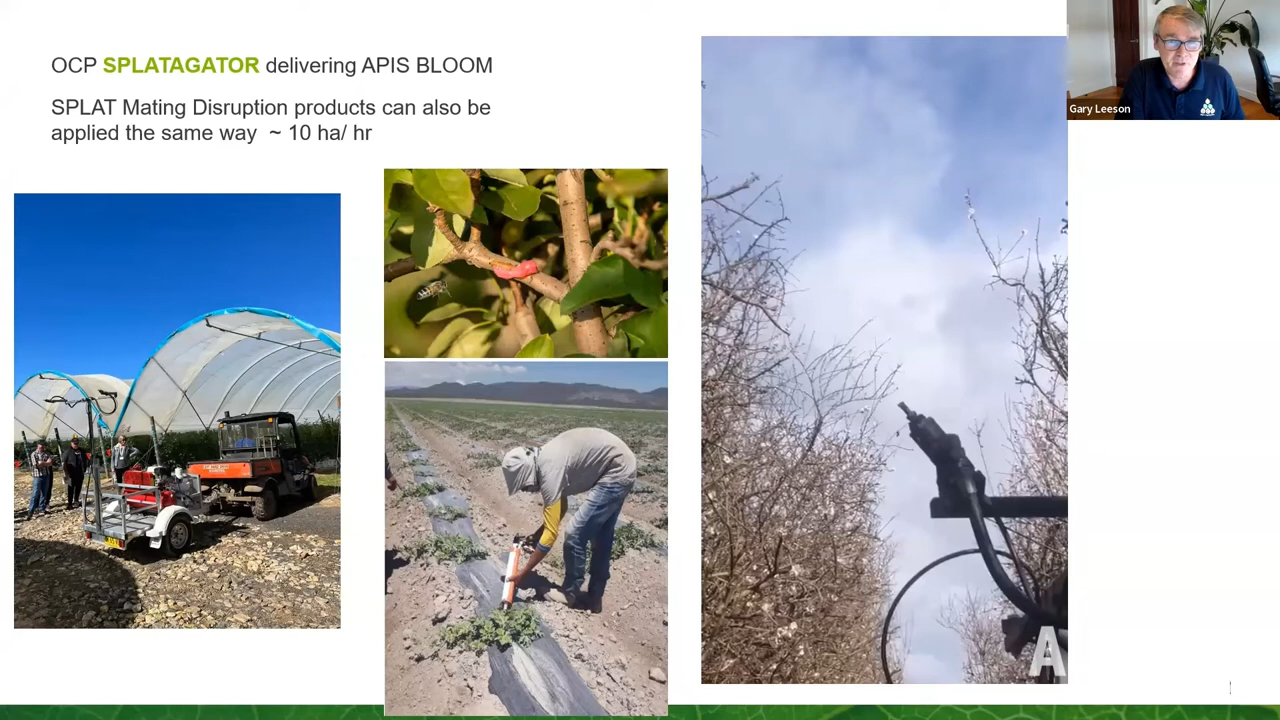 OCP SPLATAGATOR delivering APIS BLOOM
SPLAT Mating Disruption products can also be
applied the same way ~ 10 ha/ hr
Gary Leeson
A